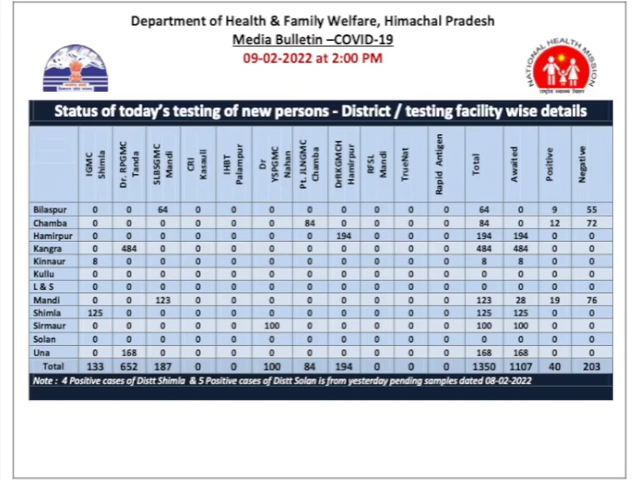 Department of Health & Family Welfare, Himachal Pradesh
Media Bulletin –COVID-19
09-02-2022 at 2:00 PM
NATIONAL HEALTH MISSION
Status of today's testing of new persons - District / testing facility wise details
IGMC Shimla Dr. RPGMC Tanda SLBSGMC Mandi CRI Kasauli IHBT Palampur Dr YSPGMC Nahan Pt. JLNGMC Chamba DrRKGMCH Hamirpur RFSL Mandi TrueNat Rapid Antigen Total Awaited Positive Negative
Bilaspur 0 0 64 0 0 0 0 0 0 0 0 64 0 9 55
Chamba 0 0 0 0 0 0 84 0 0 0 0 84 0 12 72
Hamirpur 0 0 0 0 0 0 0 194 0 0 0 194 194 0 0
Kangra 0 484 0 0 0 0 0 0 0 0 0 484 484 0 0
Kinnaur 8 0 0 0 0 0 0 0 0 0 0 8 8 0 0
Kullu 0 0 0 0 0 0 0 0 0 0 0 0 0 0 0
L & S 0 0 0 0 0 0 0 0 0 0 0 0 0 0 0
Mandi 0 0 123 0 0 0 0 0 0 0 0 123 28 19 76
Shimla 125 0 0 0 0 0 0 0 0 0 0 125 125 0 0
Sirmaur 0 0 0 0 0 100 0 0 0 0 0 100 100 0 0
Solan 0 0 0 0 0 0 0 0 0 0 0 0 0 0 0
Una 0 168 0 0 0 0 0 0 0 0 0 168 168 0 0
Total 133 652 187 0 0 100 84 194 0 0 0 1350 1107 40 203
Note : 4 Positive cases of Distt Shimla & 5 Positive cases of Distt Solan is from yesterday pending samples dated 08-02-2022